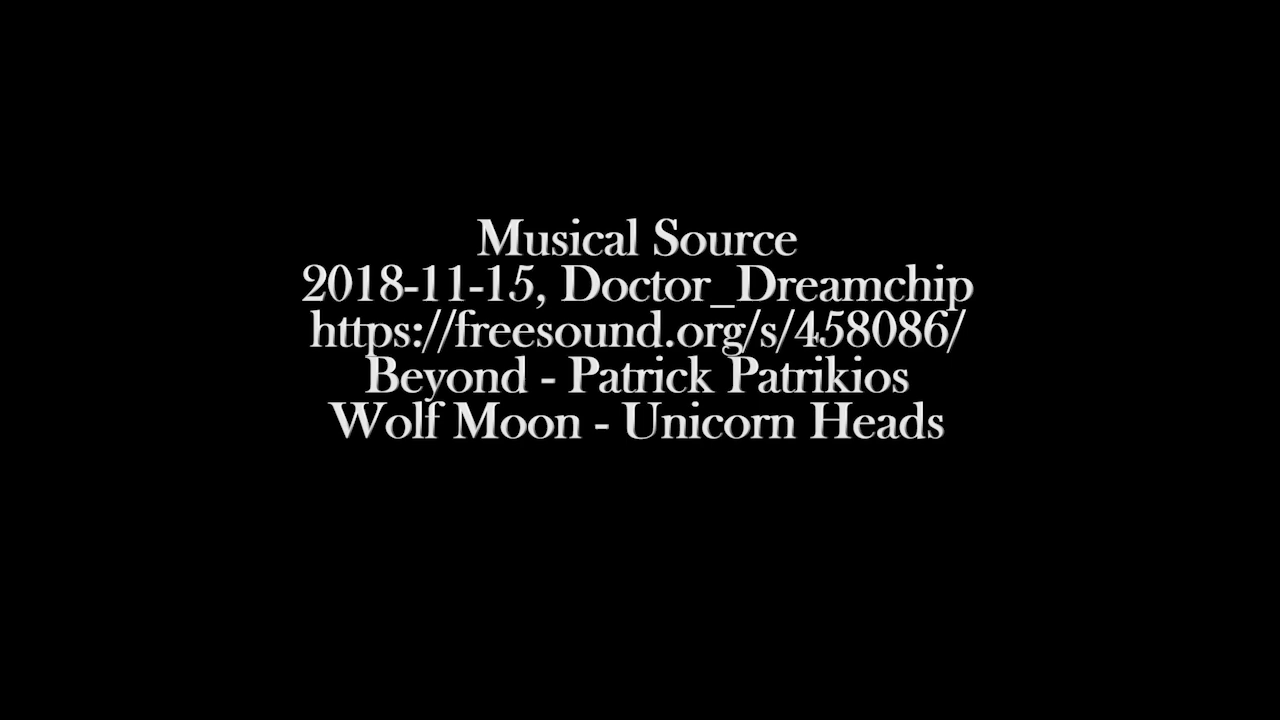 Musical Source
2018-11-15, Doctor_Dreamchip
https://freesound.org/s/458086/
Beyond - Patrick Patrikios
Wolf Moon - Unicorn Heads